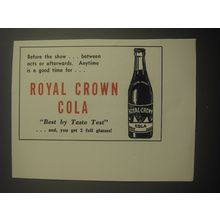 Before the show . . . between
acts or afterwards. Anytime
is a good time for . . .
ROYAL CROWN
COLA
"Best by Taste Test"
. . . and, you get 2 full glasses!
ROYAL CROWN
COLA